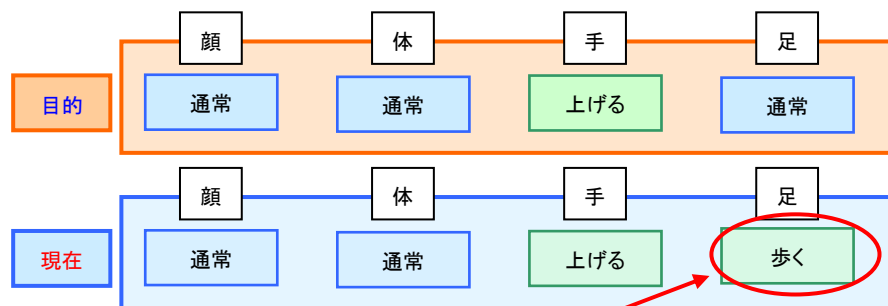 顔 体 手 足
目的 通常 通常 上げる 通常
顔 体 手 足
現在 通常 通常 上げる 歩く